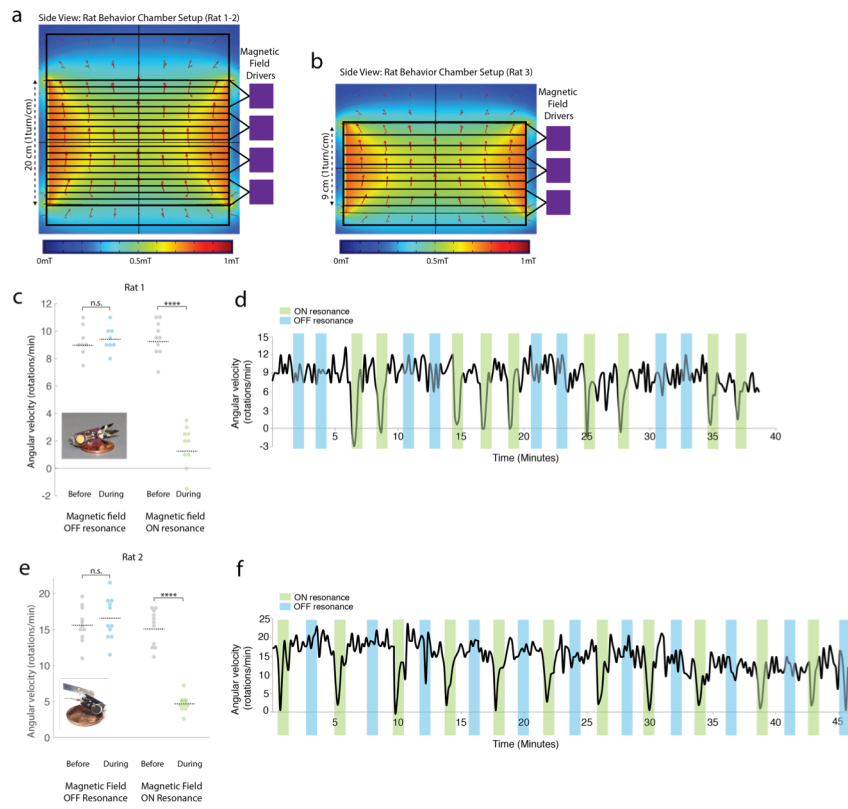 a
Side View: Rat Behavior Chamber Setup (Rat 1-2)
Magnetic
Field
Drivers
20 cm (1turn/cm)
0mT
0.5mT
1mT
b
Side View: Rat Behavior Chamber Setup (Rat 3)
Magnetic
Field
Drivers
9 cm (1turn/cm)
0mT
0.5mT
1mT
c
Rat 1
n.s.
****
12
10
8
6
4
2
0
-2
Angular velocity (rotations/min)
Before
During
Before
During
Magnetic field
OFF resonance
Magnetic field
ON resonance
d
ON resonance
OFF resonance
15
12
9
6
3
0
-3
Angular velocity
(rotations/min)
5
10
15
20
25
30
35
40
Time (Minutes)
e
Rat 2
n.s.
****
20
15
10
5
0
Angular velocity (rotations/min)
Before
During
Before
During
Magnetic Field
OFF Resonance
Magnetic Field
ON Resonance
f
ON resonance
OFF resonance
25
20
15
10
5
0
Angular velocity
(rotations/min)
5
10
15
20
25
30
35
40
45
Time (Minutes)